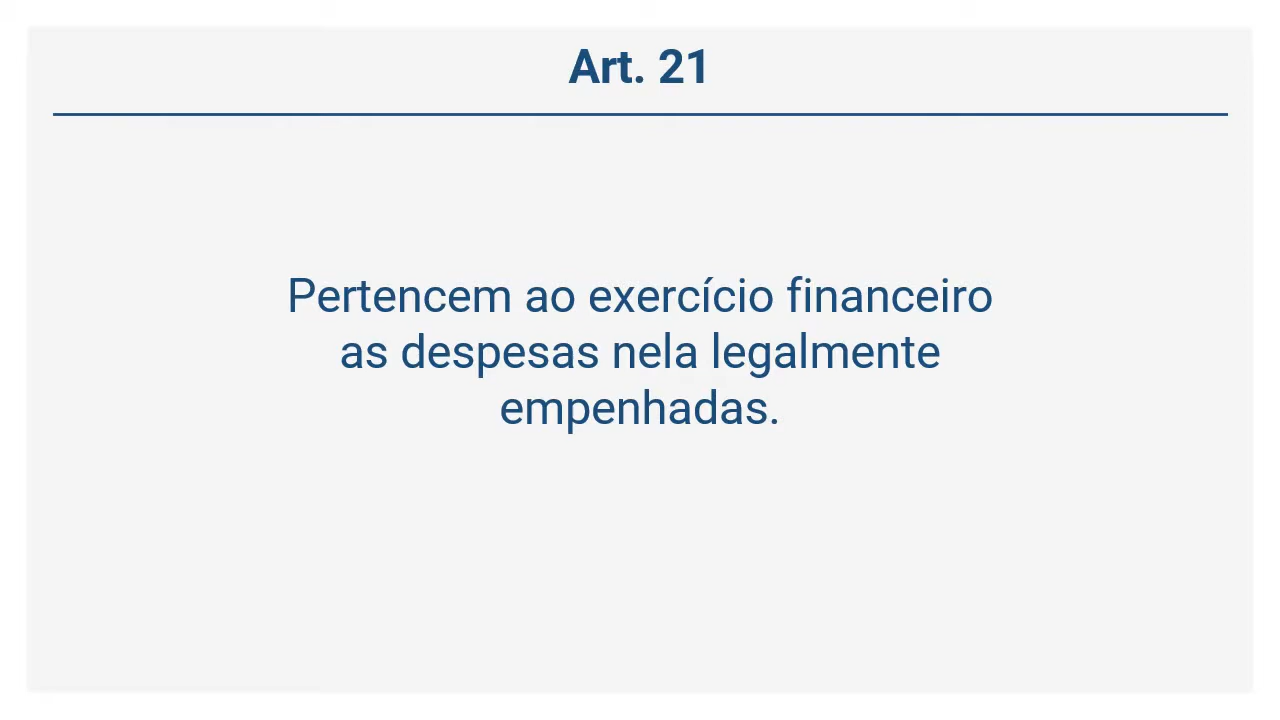 Art. 21
Pertencem ao exercício financeiro
as despesas nela legalmente
empenhadas.